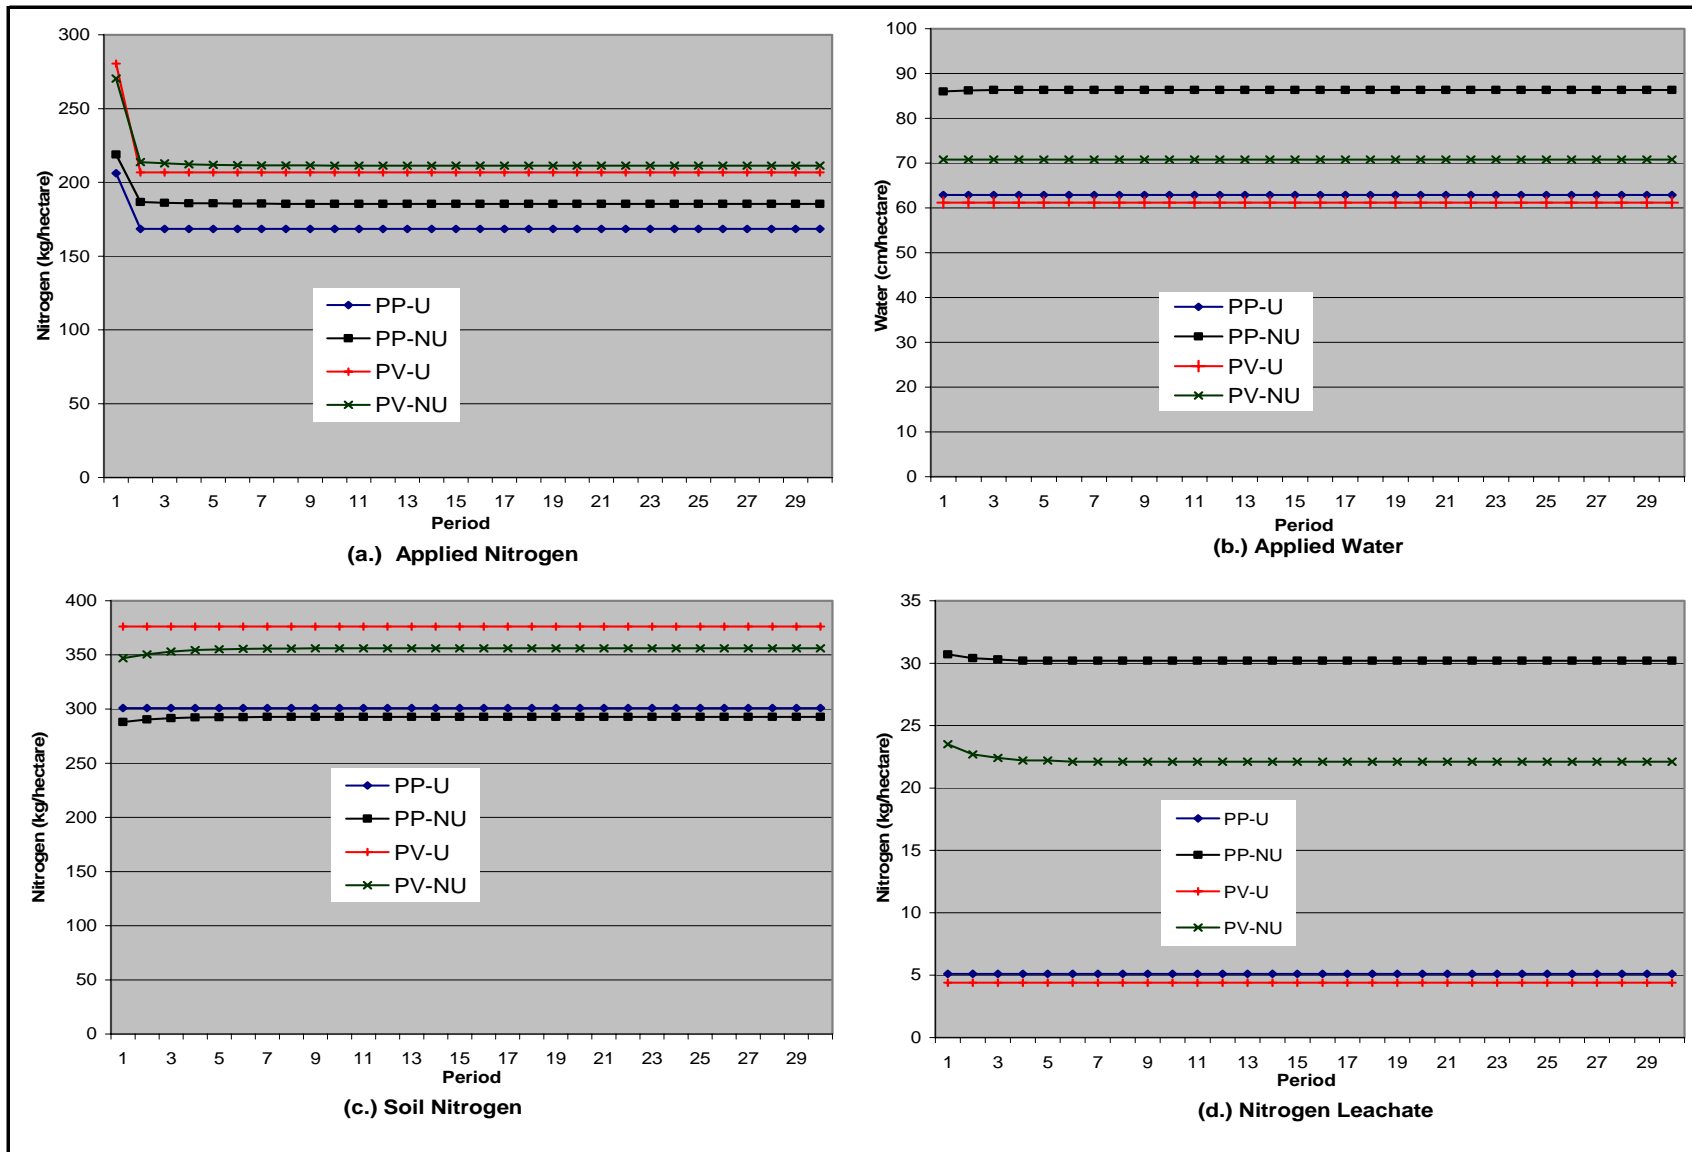 300
250
200
150
100
50
0
Nitrogen (kg/hectare)
PP-U
PP-NU
PV-U
PV-NU
1 3 5 7 9 11 13 15 17 19 21 23 25 27 29
Period
(a.) Applied Nitrogen
100
90
80
70
60
50
40
30
20
10
0
Water (cm/hectare)
PP-U
PP-NU
PV-U
PV-NU
1 3 5 7 9 11 13 15 17 19 21 23 25 27 29
Period
(b.) Applied Water
400
350
300
250
200
150
100
50
0
Nitrogen (kg/hectare)
PP-U
PP-NU
PV-U
PV-NU
1 3 5 7 9 11 13 15 17 19 21 23 25 27 29
Period
(c.) Soil Nitrogen
35
30
25
20
15
10
5
0
Nitrogen (kg/hectare)
PP-U
PP-NU
PV-U
PV-NU
1 3 5 7 9 11 13 15 17 19 21 23 25 27 29
Period
(d.) Nitrogen Leachate